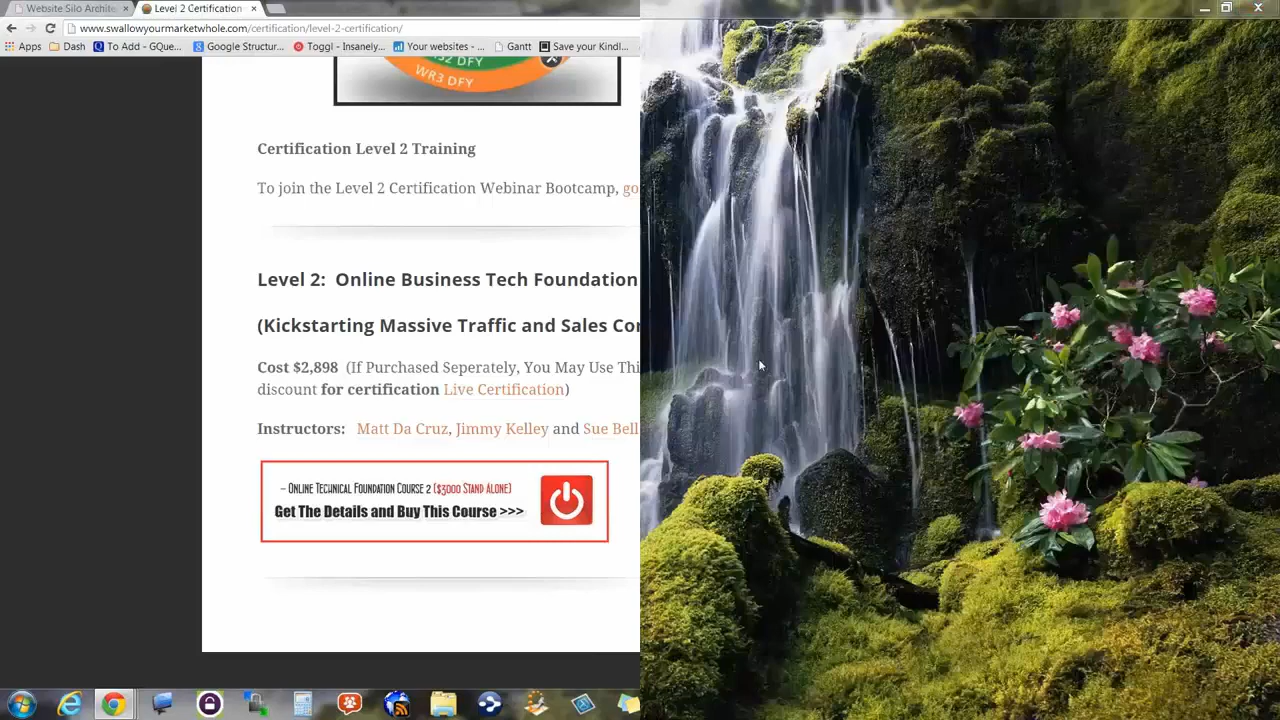 Website Silo Archite
Level 2 Certification
www.swallowyourmarketwhole.com/certification/level-2-certification/
Apps
Dash
To Add - GQue...
Google Structur...
Toggl - Insanely...
Your websites - ...
Gantt
Save your Kindl...
WS2 DFY
WR3 DFY
Certification Level 2 Training
To join the Level 2 Certification Webinar Bootcamp, go
Level 2: Online Business Tech Foundation
(Kickstarting Massive Traffic and Sales Co
Cost $2,898 (If Purchased Seperately, You May Use Thi
discount for certification Live Certification)
Instructors: Matt Da Cruz, Jimmy Kelley and Sue Bell
– Online Technical Foundation Course 2 ($3000 Stand Alone)
Get The Details and Buy This Course >>>